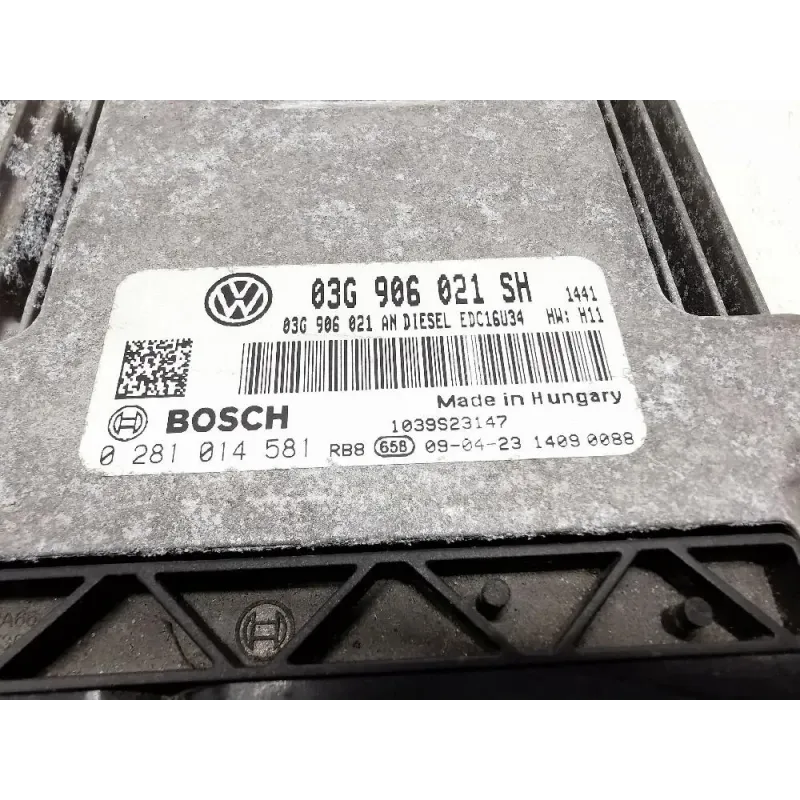 03G 906 021 SH 1441
03G 906 021 AN DIESEL EDC16U34 HW: H11
Made in Hungary
BOSCH 1039S23147
0 281 014 581 RB8 65B 09-04-23 1409 0088